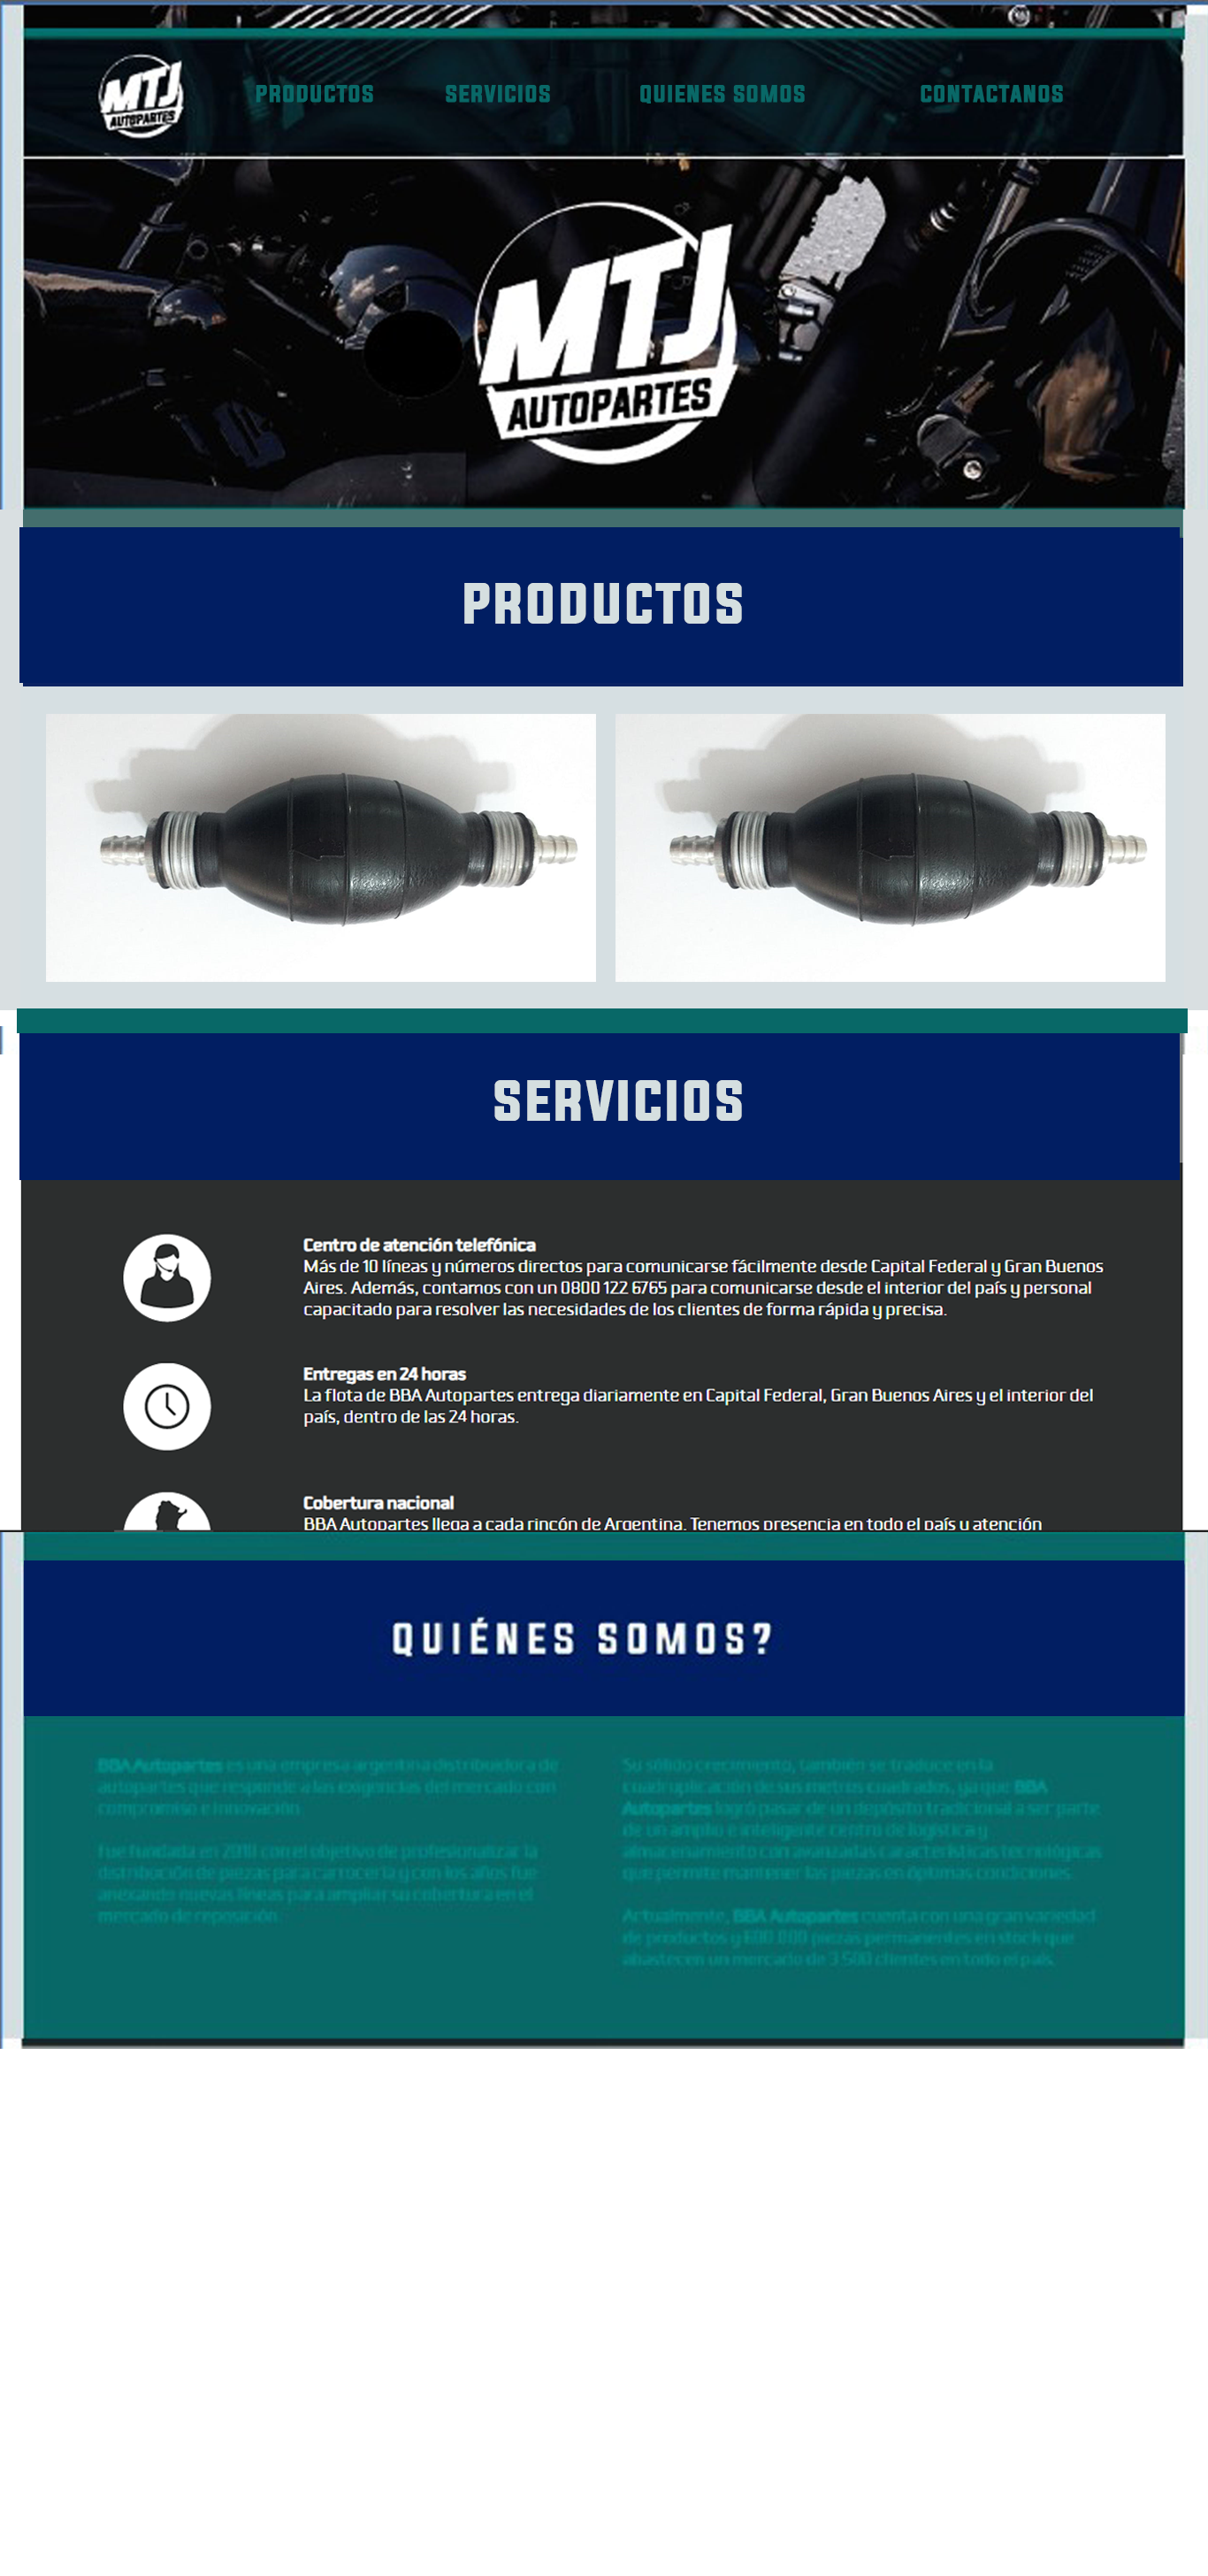 MTJ
AUTOPARTES
PRODUCTOS SERVICIOS QUIENES SOMOS CONTACTANOS
MTJ
AUTOPARTES
PRODUCTOS
SERVICIOS
Centro de atención telefónica
Más de 10 líneas y números directos para comunicarse fácilmente desde Capital Federal y Gran Buenos
Aires. Además, contamos con un 0800 122 6765 para comunicarse desde el interior del país y personal
capacitado para resolver las necesidades de los clientes de forma rápida y precisa.
Entregas en 24 horas
La flota de BBA Autopartes entrega diariamente en Capital Federal, Gran Buenos Aires y el interior del
país, dentro de las 24 horas.
Cobertura nacional
BBA Autopartes llega a cada rincón de Argentina. Tenemos presencia en todo el país y atención
QUIÉNES SOMOS?
BBA Autopartes es una empresa argentina distribuidora de
autopartes que responde a las exigencias del mercado con
compromiso e innovación
Fue fundada en 2010 con el objetivo de profesionalizar la
distribución de piezas para carrocería y con los años fue
anexando nuevas líneas para ampliar su cobertura en el
mercado de reposición.
Su sólido crecimiento, también se traduce en la
cuadruplicación de sus metros cuadrados, ya que BBA
Autopartes logró pasar de un depósito tradicional a ser parte
de un amplio e inteligente centro de logística y
almacenamiento con avanzadas características tecnológicas
que permite mantener las piezas en óptimas condiciones
Actualmente, BBA Autopartes cuenta con una gran variedad
de productos y piezas permanentes en stock que
abastecen un mercado de 3.500 clientes en todo el país.